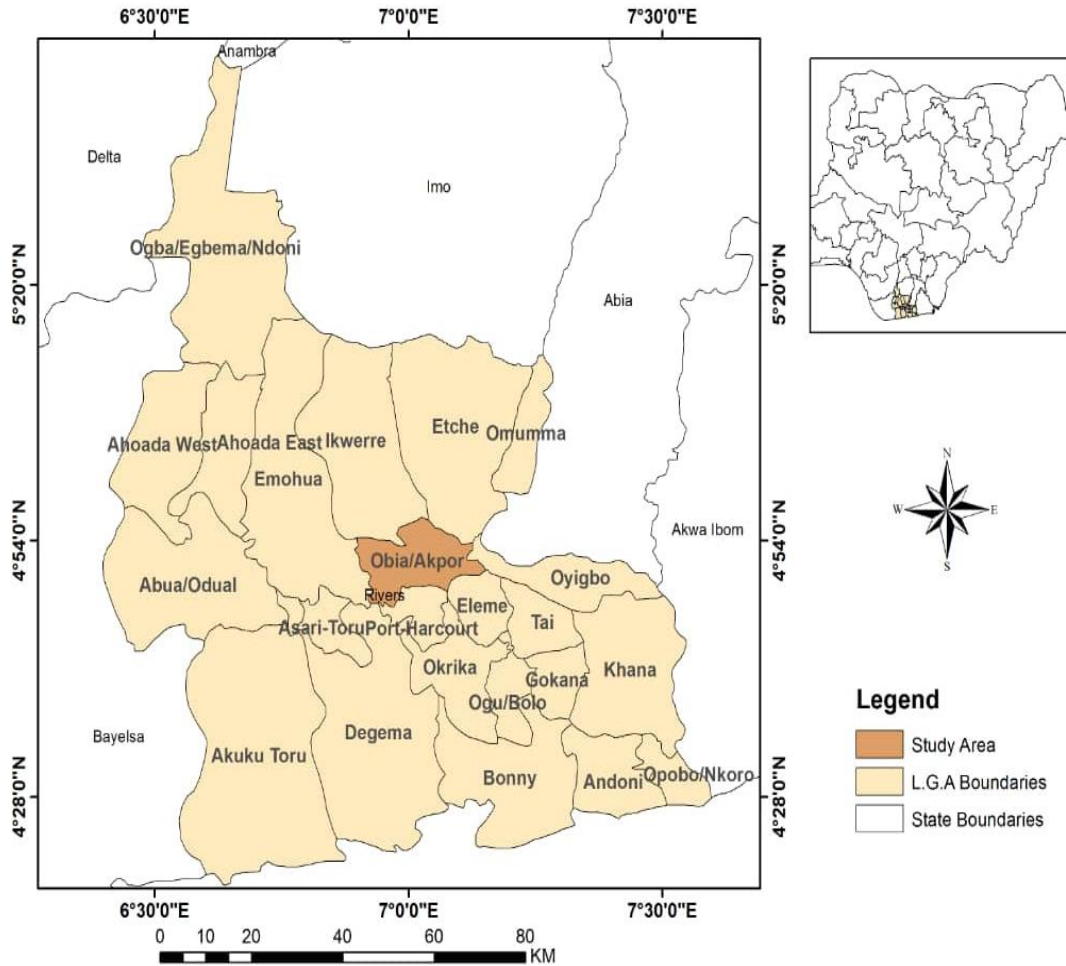 6°30'0"E
7°0'0"E
7°30'0"E
Anambra
Delta
Imo
Ogba/Egbema/Ndoni
5°20'0"N
5°20'0"N
Abia
Etche
Omumma
Ahoada West
Ahoada East
Ikwerre
Emohua
Akwa Ibom
4°54'0"N
4°54'0"N
Obia/Akpor
Oyigbo
Abua/Odual
Rivers
Eleme
Asari-Toru
Port-Harcourt
Tai
Okrika
Gokana
Khana
Ogu/Bolo
Degema
Bayelsa
Akuku Toru
Bonny
Andoni
Opobo/Nkoro
4°28'0"N
4°28'0"N
6°30'0"E
7°0'0"E
7°30'0"E
0 10 20 40 60 80
KM
N
W
E
S
Legend
Study Area
L.G.A Boundaries
State Boundaries